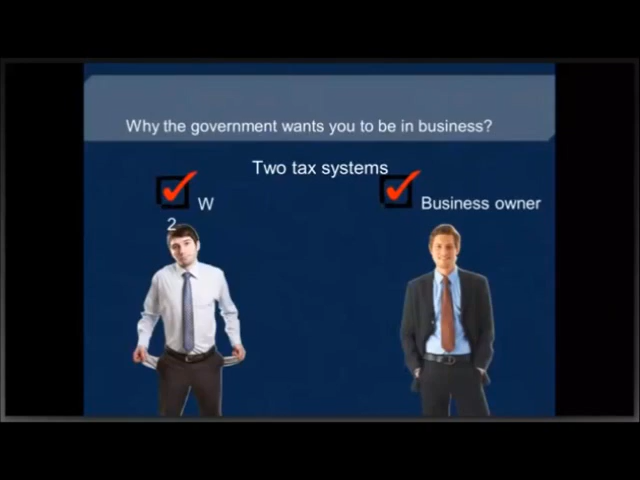 Why the government wants you to be in business?
Two tax systems
W
2
Business owner